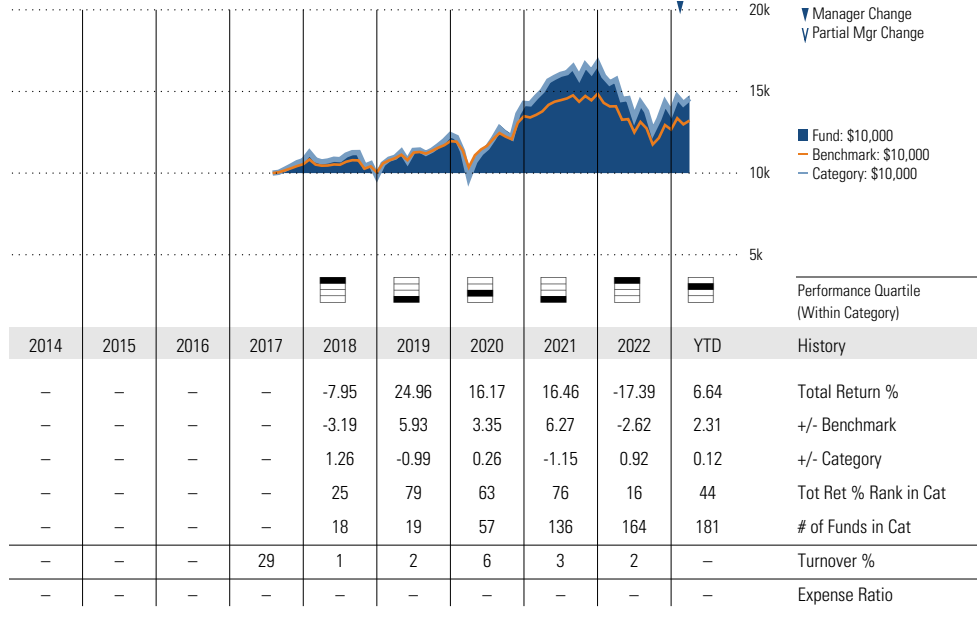 20k
15k
10k
5k
Manager Change
Partial Mgr Change
Fund: $10,000
Benchmark: $10,000
Category: $10,000
Performance Quartile
(Within Category)
2014 2015 2016 2017 2018 2019 2020 2021 2022 YTD History
– – – – -7.95 24.96 16.17 16.46 -17.39 6.64 Total Return %
– – – – -3.19 5.93 3.35 6.27 -2.62 2.31 +/- Benchmark
– – – – 1.26 -0.99 0.26 -1.15 0.92 0.12 +/- Category
– – – – 25 79 63 76 16 44 Tot Ret % Rank in Cat
– – – – 18 19 57 136 164 181 # of Funds in Cat
– – – 29 1 2 6 3 2 – Turnover %
– – – – – – – – – – Expense Ratio